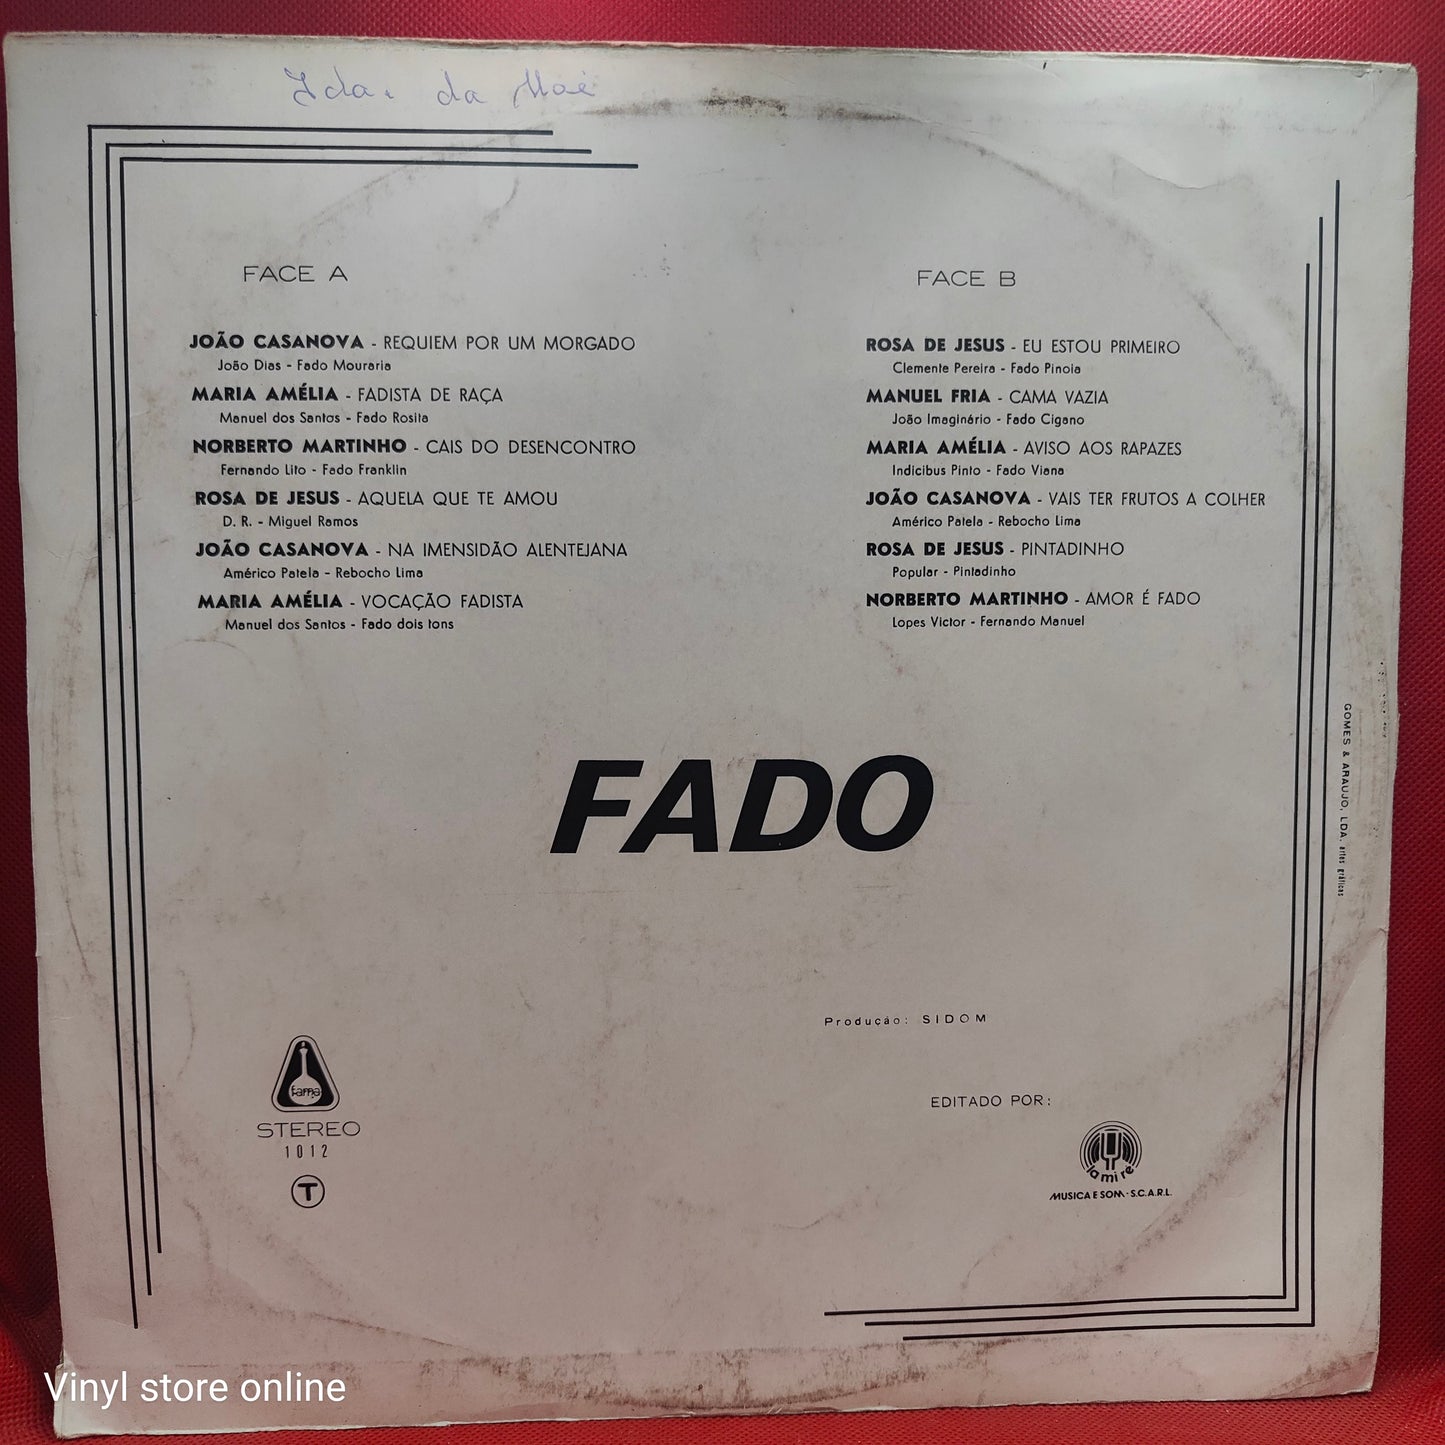 da
FACE A
JOÃO CASANOVA - REQUIEM POR UM MORGADO
João Dias - Fado Mouraria
MARIA AMÉLIA - FADISTA DE RAÇA
Manuel dos Santos - Fado Rosita
NORBERTO MARTINHO - CAIS DO DESENCONTRO
Fernando Lito - Fado Franklin
ROSA DE JESUS - AQUELA QUE TE AMOU
D. R. - Miguel Ramos
JOÃO CASANOVA - NA IMENSIDÃO ALENTEJANA
Américo Patela - Rebocho Lima
MARIA AMÉLIA - VOCAÇÃO FADISTA
Manuel dos Santos - Fado dois tons
FACE B
ROSA DE JESUS - EU ESTOU PRIMEIRO
Clemente Pereira - Fado Pinoia
MANUEL FRIA - CAMA VAZIA
João Imaginário - Fado Cigano
MARIA AMÉLIA - AVISO AOS RAPAZES
Indicibus Pinto - Fado Viana
JOÃO CASANOVA - VAIS TER FRUTOS A COLHER
Américo Patela - Rebocho Lima
ROSA DE JESUS - PINTADINHO
Popular - Pintadinho
NORBERTO MARTINHO - AMOR É FADO
Lopes Victor - Fernando Manuel
GOMES & ARAUJO, LDA. artes gráficas
FADO
Produção: SIDOM
fama
STEREO
1012
T
EDITADO POR:
la mi re
MUSICA E SOM - S.C.A.R.L.
Vinyl store online